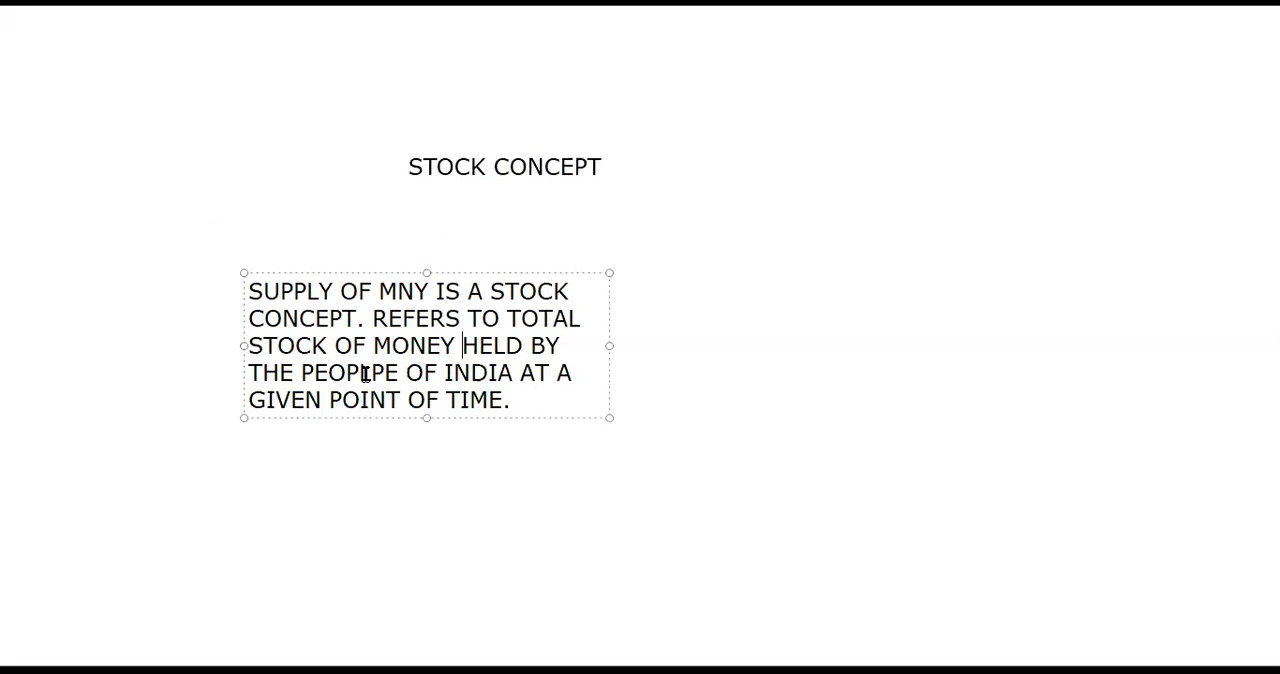 STOCK CONCEPT
SUPPLY OF MNY IS A STOCK
CONCEPT. REFERS TO TOTAL
STOCK OF MONEY HELD BY
THE PEOPLPE OF INDIA AT A
GIVEN POINT OF TIME.